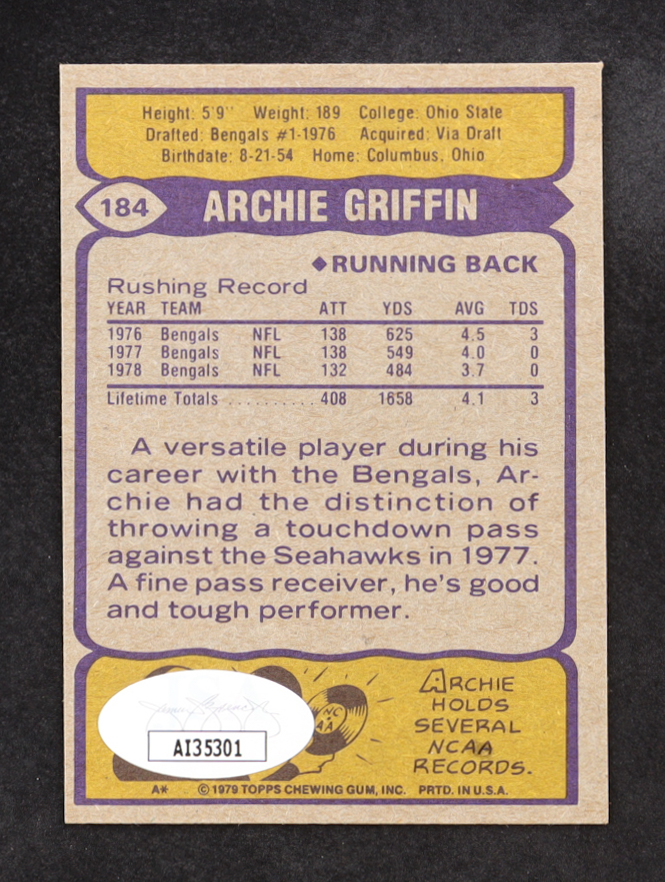 Height: 5'9" Weight: 189 College: Ohio State
Drafted: Bengals #1-1976 Acquired: Via Draft
Birthdate: 8-21-54 Home: Columbus, Ohio
184 ARCHIE GRIFFIN
◆RUNNING BACK
Rushing Record
YEAR TEAM ATT YDS AVG TDS
1976 Bengals NFL 138 625 4.5 3
1977 Bengals NFL 138 549 4.0 0
1978 Bengals NFL 132 484 3.7 0
Lifetime Totals .......... 408 1658 4.1 3
A versatile player during his
career with the Bengals, Ar-
chie had the distinction of
throwing a touchdown pass
against the Seahawks in 1977.
A fine pass receiver, he's good
and tough performer.
NC
AA
ARCHIE
HOLDS
SEVERAL
NCAA
RECORDS.
AI35301
A* ©1979 TOPPS CHEWING GUM, INC. PRTD. IN U.S.A.